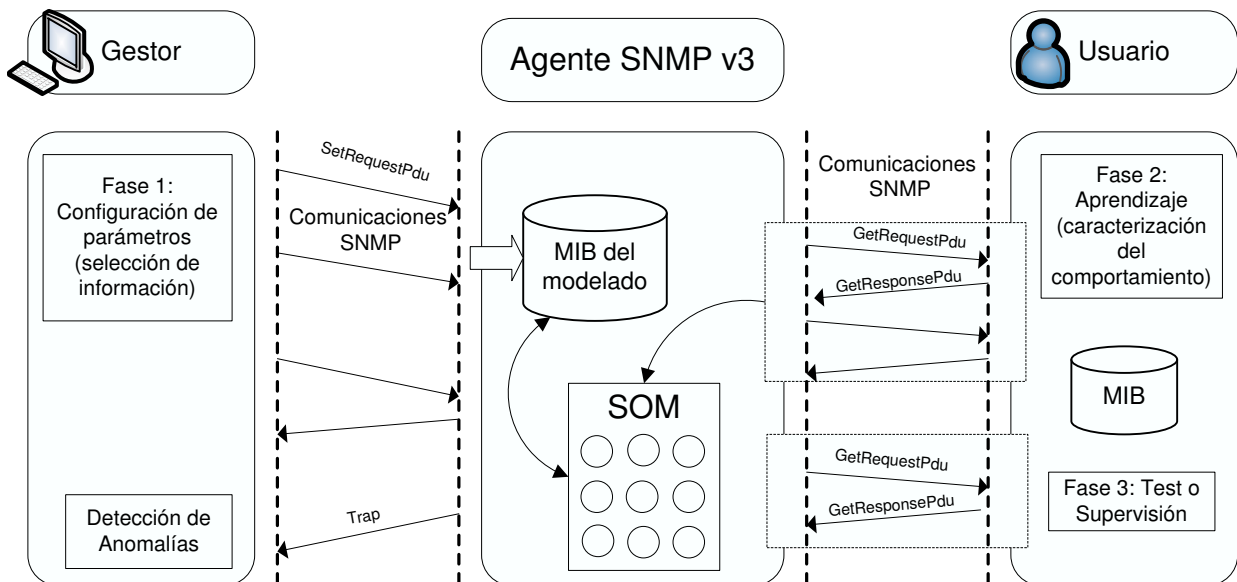 Gestor
Agente SNMP v3
Usuario
Fase 1:
Configuración de
parámetros
(selección de
información)
Detección de
Anomalías
SetRequestPdu
Comunicaciones
SNMP
Trap
MIB del
modelado
SOM
Comunicaciones
SNMP
GetRequestPdu
GetResponsePdu
GetRequestPdu
GetResponsePdu
Fase 2:
Aprendizaje
(caracterización
del
comportamiento)
MIB
Fase 3: Test o
Supervisión